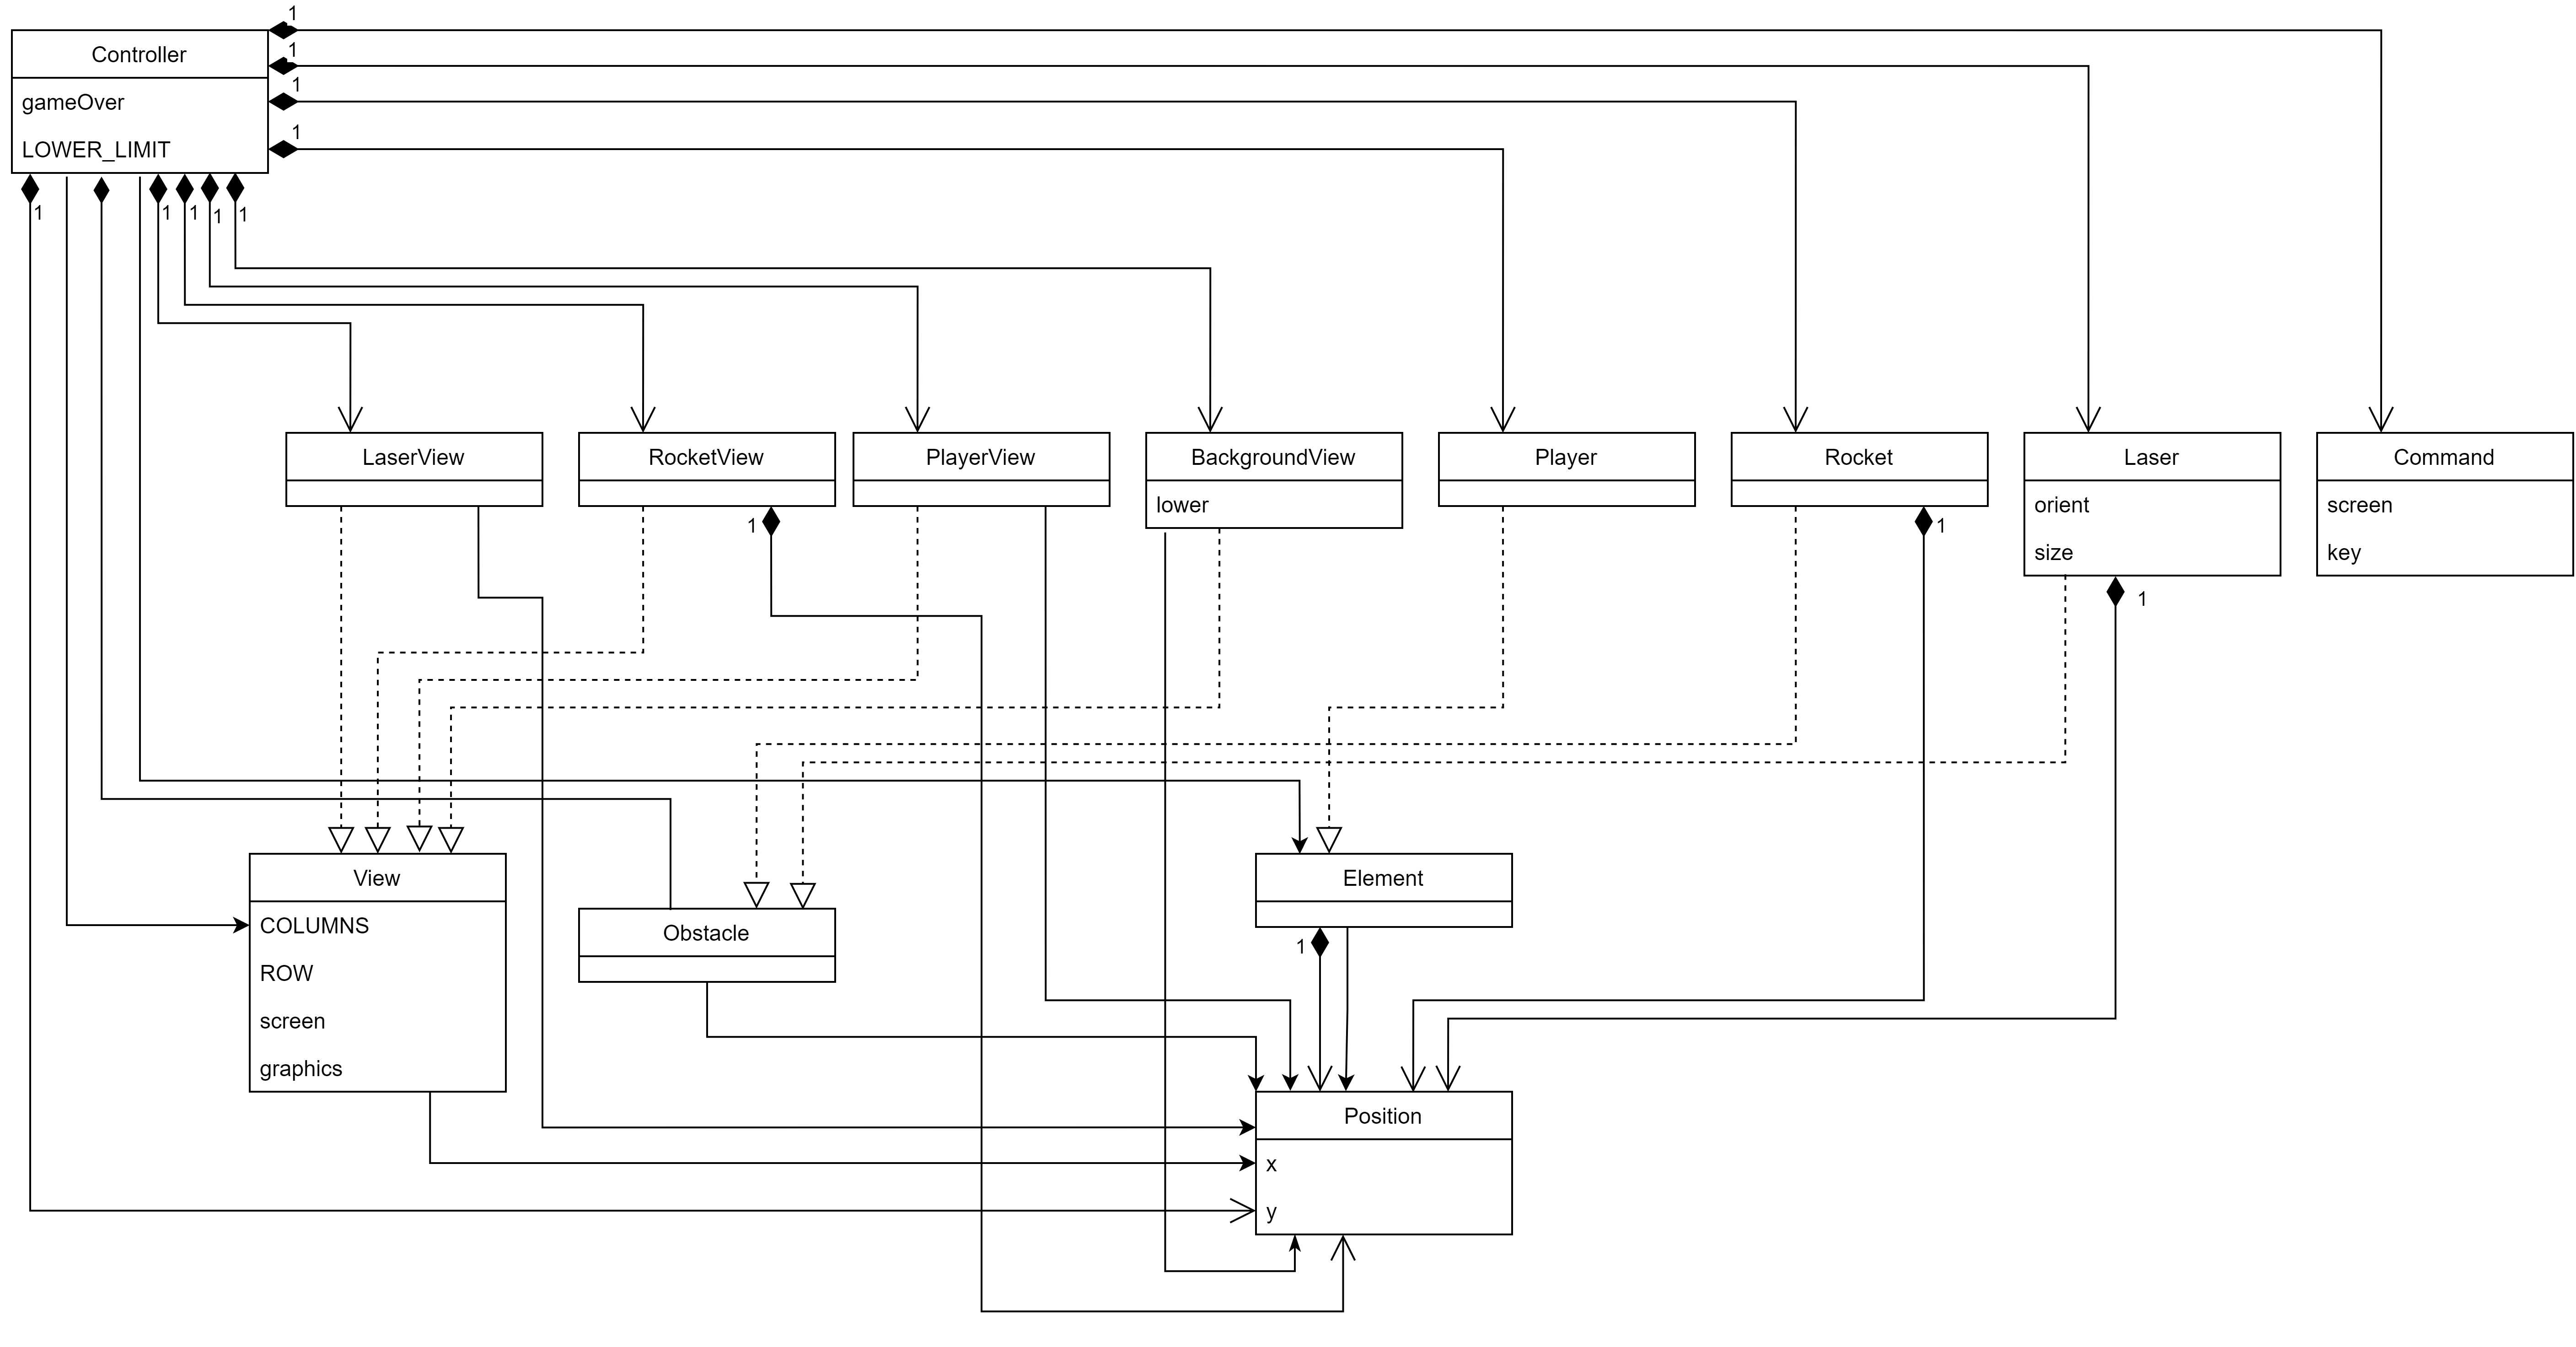 1
1
1
1
Controller
gameOver
LOWER_LIMIT
1
1
1
1
1
LaserView
RocketView
PlayerView
BackgroundView
lower
Player
Rocket
Laser
orient
size
Command
screen
key
1
1
1
View
COLUMNS
ROW
screen
graphics
Obstacle
Element
1
Position
x
y